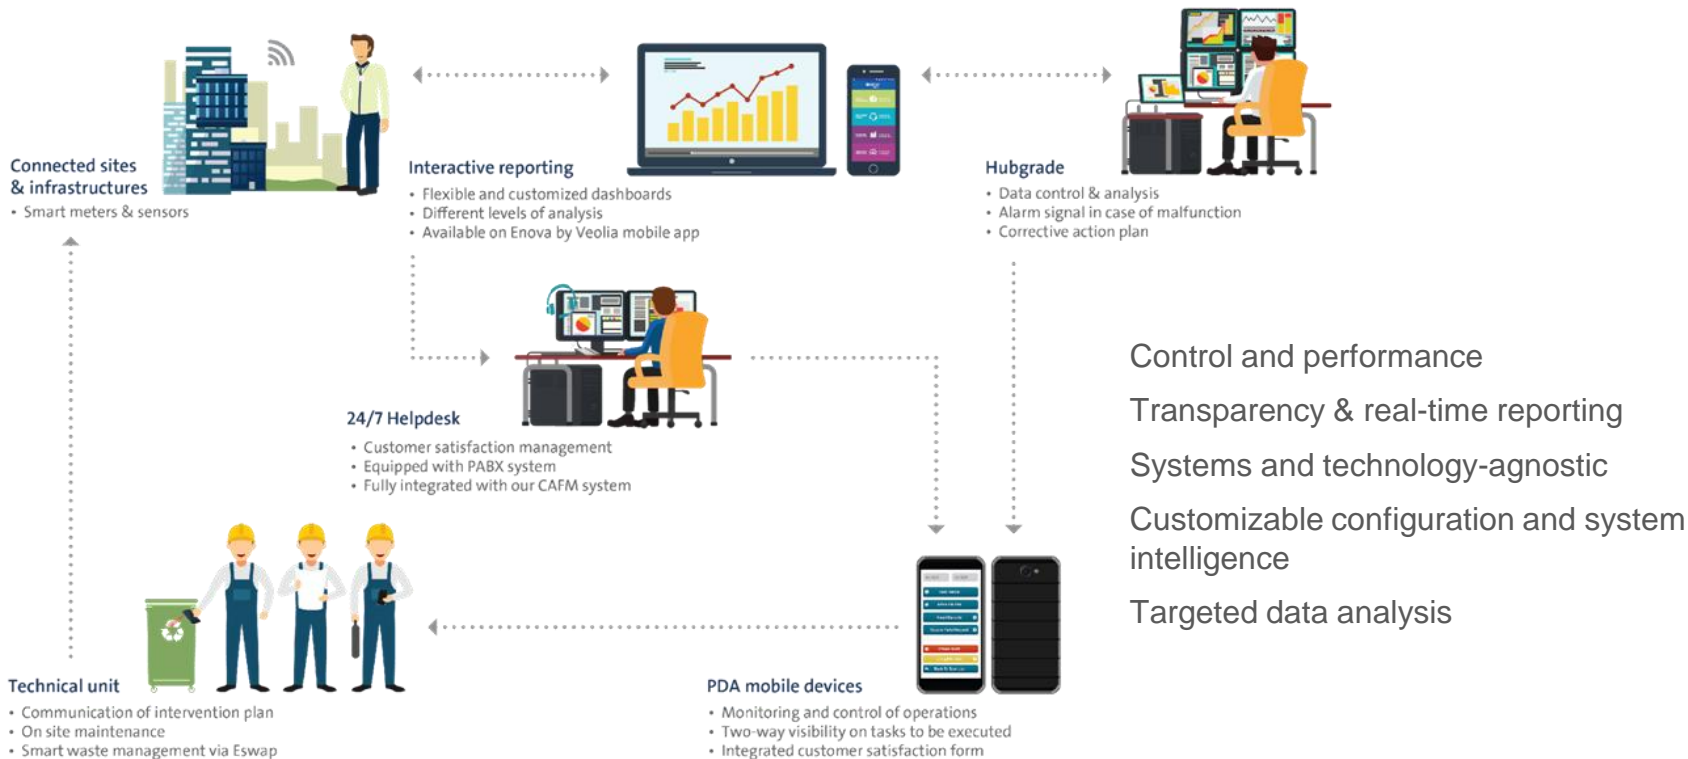 Connected sites
& infrastructures
• Smart meters & sensors
Interactive reporting
• Flexible and customized dashboards
• Different levels of analysis
• Available on Enova by Veolia mobile app
Hubgrade
• Data control & analysis
• Alarm signal in case of malfunction
• Corrective action plan
24/7 Helpdesk
• Customer satisfaction management
• Equipped with PABX system
• Fully integrated with our CAFM system
Technical unit
• Communication of intervention plan
• On site maintenance
• Smart waste management via Eswap
PDA mobile devices
• Monitoring and control of operations
• Two-way visibility on tasks to be executed
• Integrated customer satisfaction form
Control and performance
Transparency & real-time reporting
Systems and technology-agnostic
Customizable configuration and system
intelligence
Targeted data analysis